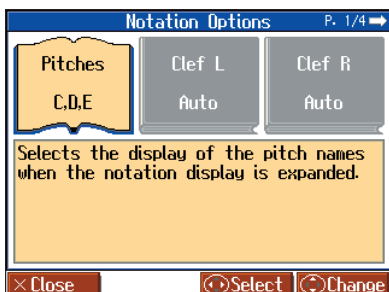 Notation Options P. 1/4
Pitches Clef L Clef R
C,D,E Auto Auto
Selects the display of the pitch names
when the notation display is expanded.
×Close Select Change